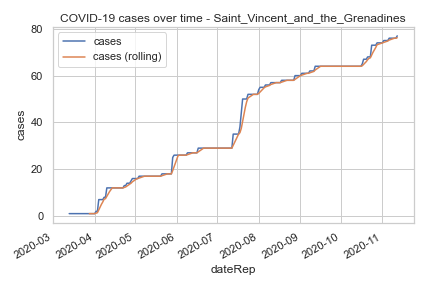 COVID-19 cases over time - Saint_Vincent_and_the_Grenadines
cases
cases (rolling)
80
60
40
20
0
cases
2020-03
2020-04
2020-05
2020-06
2020-07
2020-08
2020-09
2020-10
2020-11
dateRep